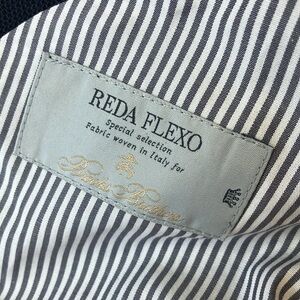 REDA FLEXO
Special selection
Fabric woven in Italy for